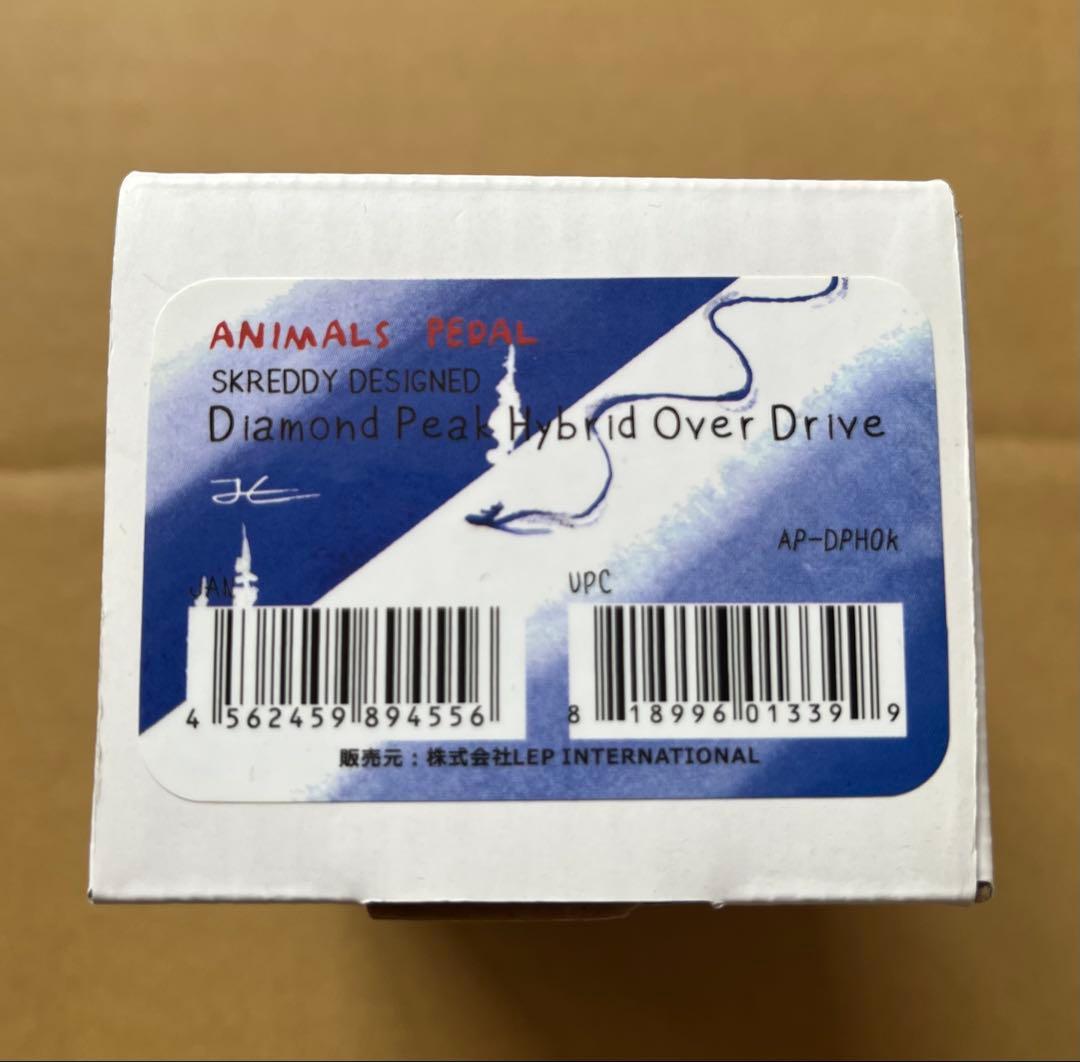 ANIMALS PEDAL
SKREDDY DESIGNED
Diamond Peak Hybrid Over Drive
AP-DPHOk
JAN
UPC
4 562459 894556
8 18996 01339 9
販売元：株式会社LEP INTERNATIONAL